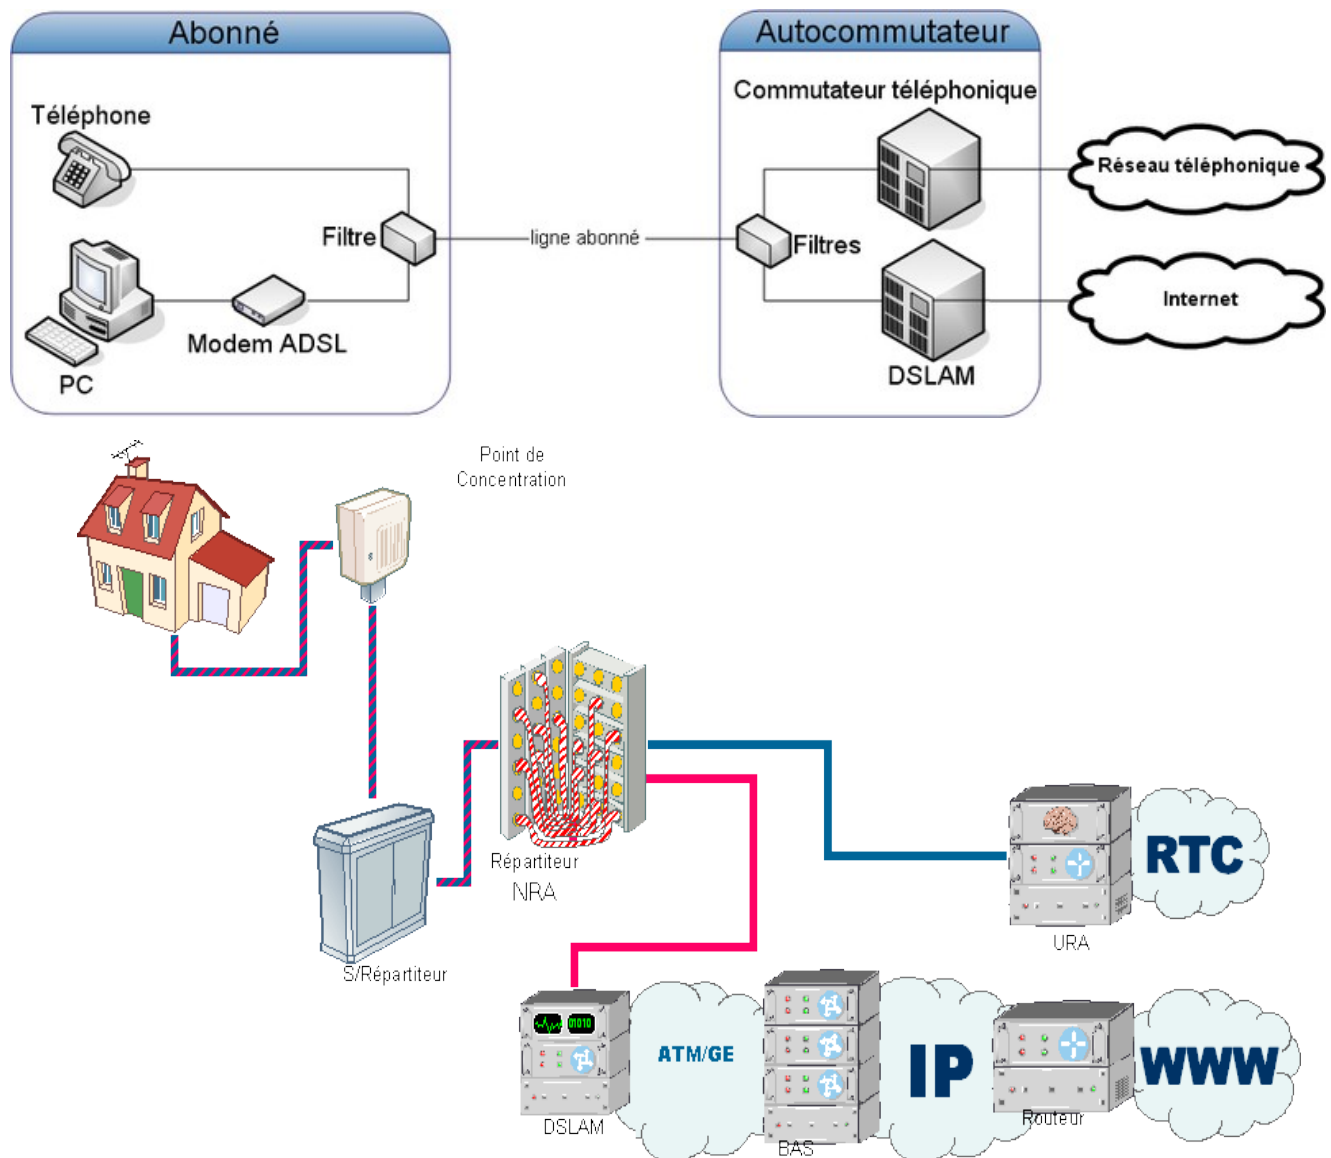 Abonné
Autocommutateur
Commutateur téléphonique
Téléphone
Réseau téléphonique
Filtre
ligne abonné
Filtres
Internet
Modem ADSL
PC
DSLAM
Point de
Concentration
Répartiteur
NRA
RTC
URA
S/Répartiteur
01010
ATM/GE
IP
WWW
DSLAM
BAS
Routeur